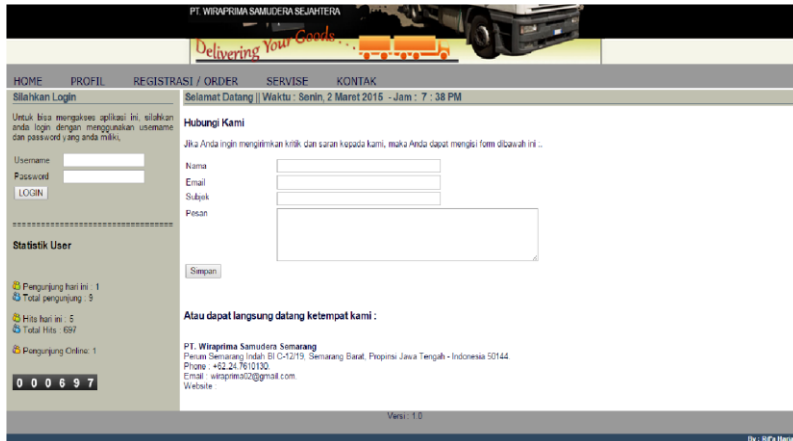 PT. WIRAPRIMA SAMUDERA SEJAHTERA
Delivering Your Goods...
HOME PROFIL REGISTRASI / ORDER SERVISE KONTAK
Silahkan Login
Untuk bisa mengakses aplikasi ini, silahkan
anda login dengan menggunakan username
dan password yang anda miliki,
Username
Password
LOGIN
===================================
Statistik User
Pengunjung hari ini : 1
Total pengunjung : 9
Hits hari ini : 5
Total Hits : 697
Pengunjung Online: 1
0 0 0 6 9 7
Selamat Datang || Waktu : Senin, 2 Maret 2015 - Jam : 7 : 38 PM
Hubungi Kami
Jika Anda ingin mengirimkan kritik dan saran kepada kami, maka Anda dapat mengisi form dibawah ini ..
Nama
Email
Subjek
Pesan
Simpan
Atau dapat langsung datang ketempat kami :
PT. Wiraprima Samudera Semarang
Perum Semarang Indah Bl C-12/19, Semarang Barat, Propinsi Jawa Tengah - Indonesia 50144.
Phone : +62.24.7610130.
Email : wiraprima02@gmail.com.
Website :
Versi : 1.0.
By : Rifa